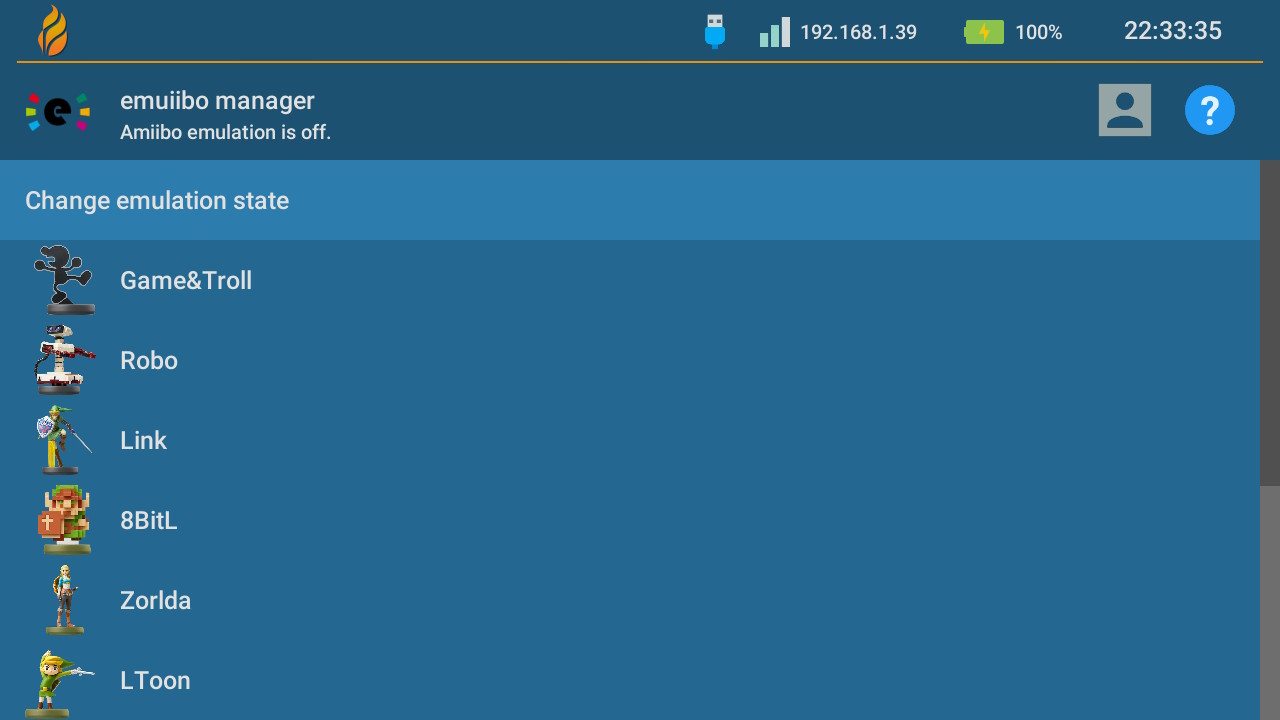 192.168.1.39
100%
22:33:35
emuiibo manager
Amiibo emulation is off.
?
Change emulation state
Game&Troll
Robo
Link
8BitL
Zorlda
LToon